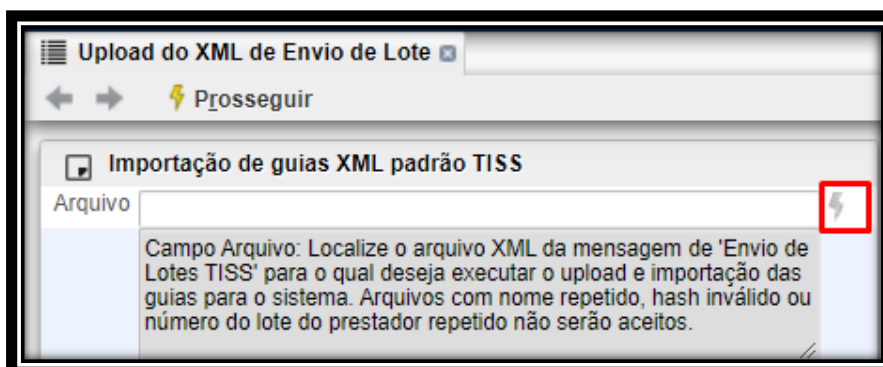 Upload do XML de Envio de Lote
Prosseguir
Importação de guias XML padrão TISS
Arquivo
Campo Arquivo: Localize o arquivo XML da mensagem de 'Envio de
Lotes TISS' para o qual deseja executar o upload e importação das
guias para o sistema. Arquivos com nome repetido, hash inválido ou
número do lote do prestador repetido não serão aceitos.